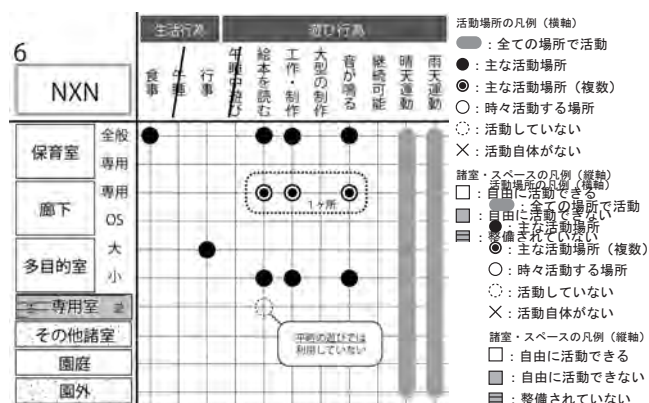 6
NXN
生活行為
遊び行為
食事
午睡
行事
午睡中遊び
絵本を読む
工作・制作
大型の制作
音が鳴る
継続可能
晴天運動
雨天運動
保育室
全般
専用
廊下
専用
OS
1ヶ所
多目的室
大
小
専用室
その他諸室
園庭
園外
平時の遊びでは
利用していない
活動場所の凡例（横軸）
：全ての場所で活動
：主な活動場所
：主な活動場所（複数）
：時々活動する場所
：活動していない
：活動自体がない
諸室・スペースの凡例（縦軸）
：自由に活動できる
：自由に活動できない
：整備されていない
活動場所の凡例（横軸）
：全ての場所で活動
：主な活動場所
：主な活動場所（複数）
：時々活動する場所
：活動していない
：活動自体がない
諸室・スペースの凡例（縦軸）
：自由に活動できる
：自由に活動できない
：整備されていない